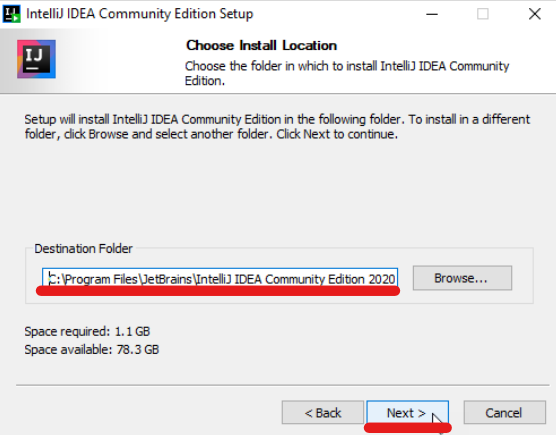 IJ IntelliJ IDEA Community Edition Setup
IJ
Choose Install Location
Choose the folder in which to install IntelliJ IDEA Community
Edition.
Setup will install IntelliJ IDEA Community Edition in the following folder. To install in a different
folder, click Browse and select another folder. Click Next to continue.
Destination Folder
C:\Program Files\JetBrains\IntelliJ IDEA Community Edition 2020
Browse...
Space required: 1.1 GB
Space available: 78.3 GB
< Back
Next >
Cancel